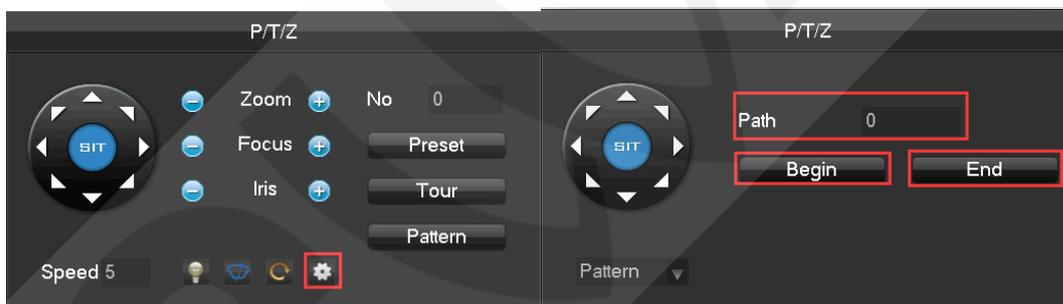 P/T/Z
Zoom No 0
SIT Focus Preset
Iris Tour
Pattern
Speed 5
P/T/Z
Path 0
SIT
Begin End
Pattern